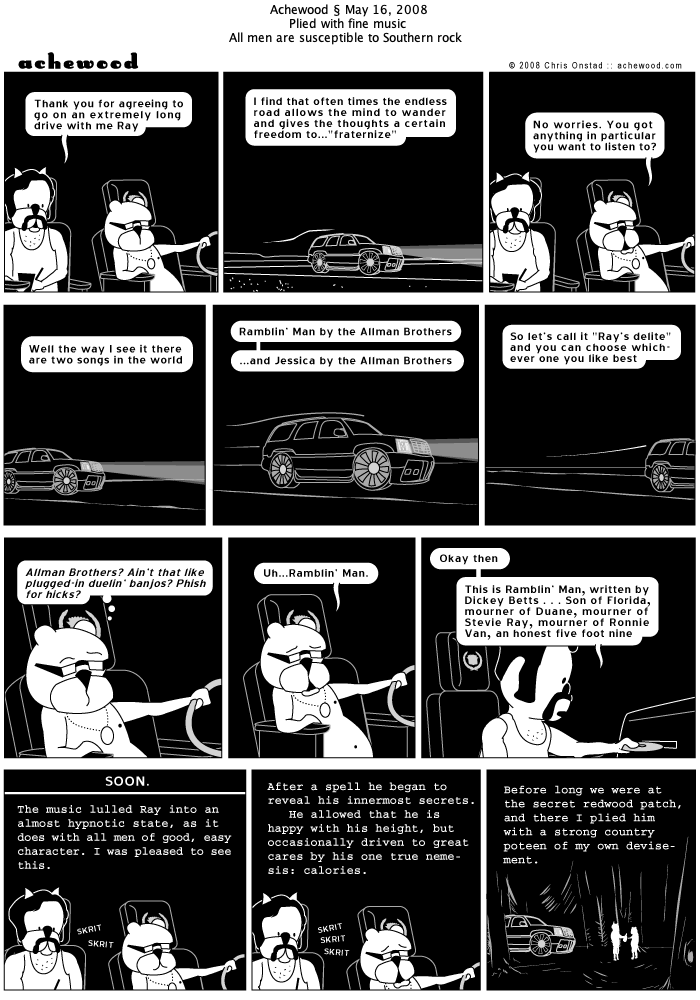 Achewood § May 16, 2008
Plied with fine music
All men are susceptible to Southern rock
achewood
© 2008 Chris Onstad :: achewood.com
Thank you for agreeing to
go on an extremely long
drive with me Ray
I find that often times the endless
road allows the mind to wander
and gives the thoughts a certain
freedom to..."fraternize"
No worries. You got
anything in particular
you want to listen to?
Well the way I see it there
are two songs in the world
Ramblin' Man by the Allman Brothers
...and Jessica by the Allman Brothers
So let's call it "Ray's delite"
and you can choose which-
ever one you like best
Allman Brothers? Ain't that like
plugged-in duelin' banjos? Phish
for hicks?
Uh...Ramblin' Man.
Okay then
This is Ramblin' Man, written by
Dickey Betts . . . Son of Florida,
mourner of Duane, mourner of
Stevie Ray, mourner of Ronnie
Van, an honest five foot nine
SOON.
The music lulled Ray into an
almost hypnotic state, as it
does with all men of good, easy
character. I was pleased to see
this.
SKRIT
SKRIT
After a spell he began to
reveal his innermost secrets.
He allowed that he is
happy with his height, but
occasionally driven to great
cares by his one true neme-
sis: calories.
SKRIT
SKRIT
SKRIT
Before long we were at
the secret redwood patch,
and there I plied him
with a strong country
poteen of my own devise-
ment.